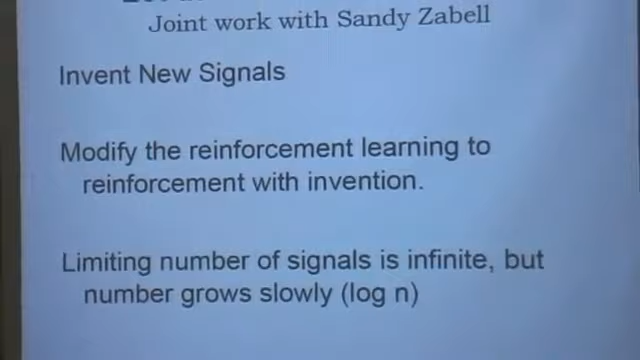 Joint work with Sandy Zabell
Invent New Signals
Modify the reinforcement learning to
reinforcement with invention.
Limiting number of signals is infinite, but
number grows slowly (log n)